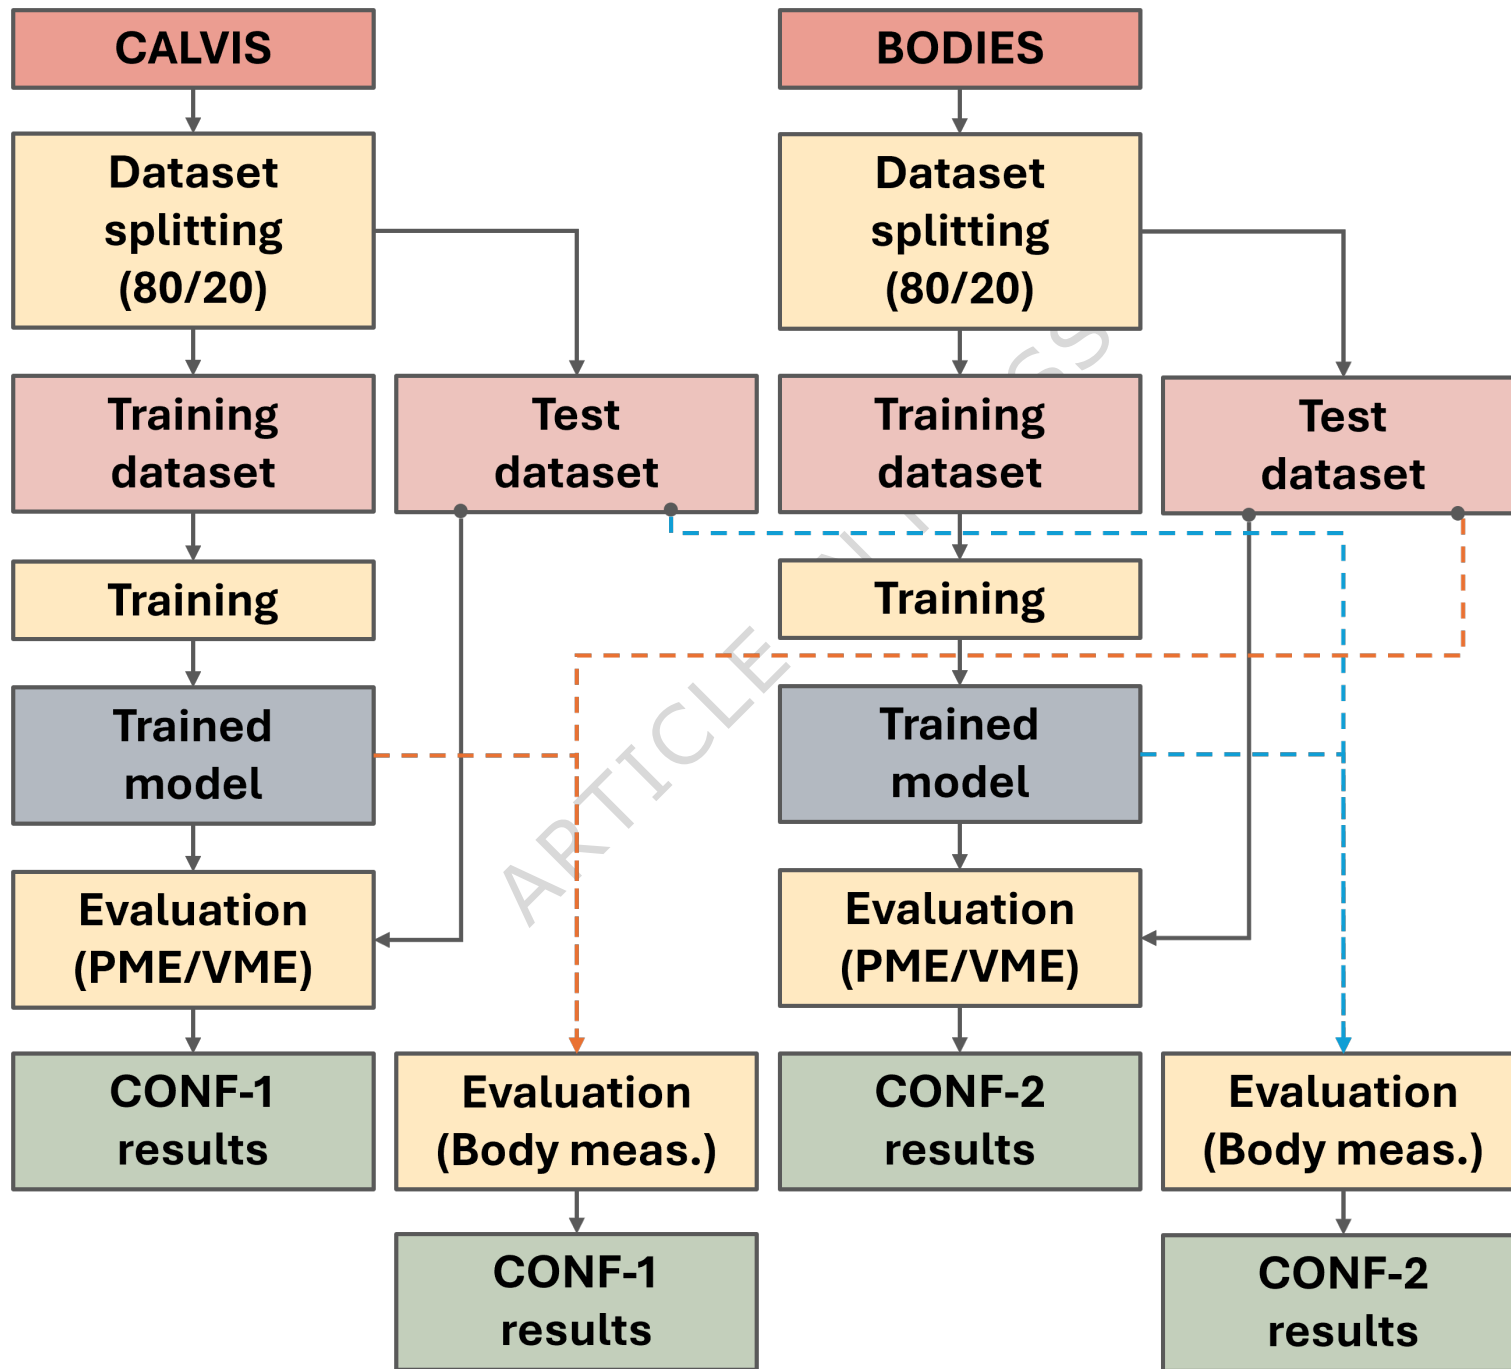 CALVIS
Dataset
splitting
(80/20)
Training
dataset
Test
dataset
Training
Trained
model
Evaluation
(PME/VME)
CONF-1
results
Evaluation
(Body meas.)
CONF-1
results
BODIES
Dataset
splitting
(80/20)
Training
dataset
Test
dataset
Training
Trained
model
Evaluation
(PME/VME)
CONF-2
results
Evaluation
(Body meas.)
CONF-2
results
ARTICLE